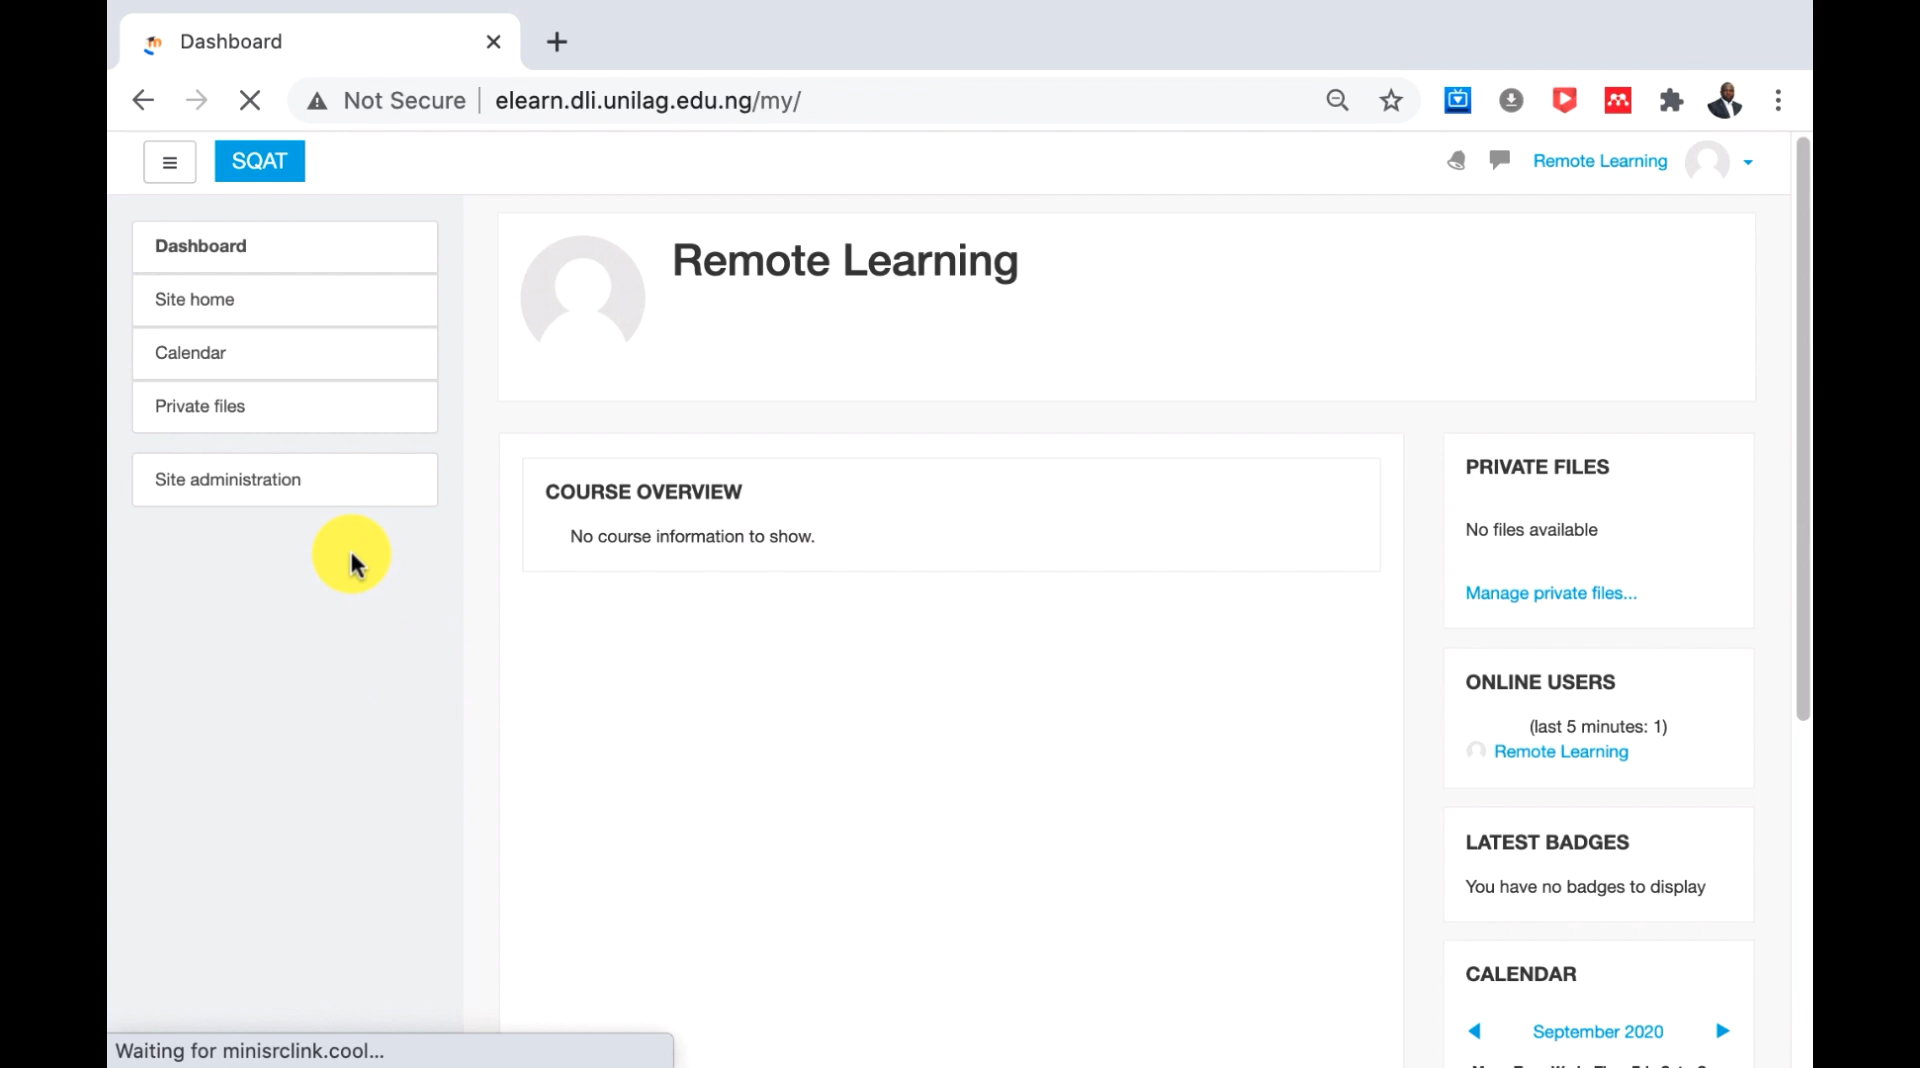 Dashboard
Not Secure
elearn.dli.unilag.edu.ng/my/
SQAT
Remote Learning
Dashboard
Site home
Calendar
Private files
Site administration
Remote Learning
COURSE OVERVIEW
No course information to show.
PRIVATE FILES
No files available
Manage private files...
ONLINE USERS
(last 5 minutes: 1)
Remote Learning
LATEST BADGES
You have no badges to display
CALENDAR
September 2020
Waiting for minisrclink.cool...